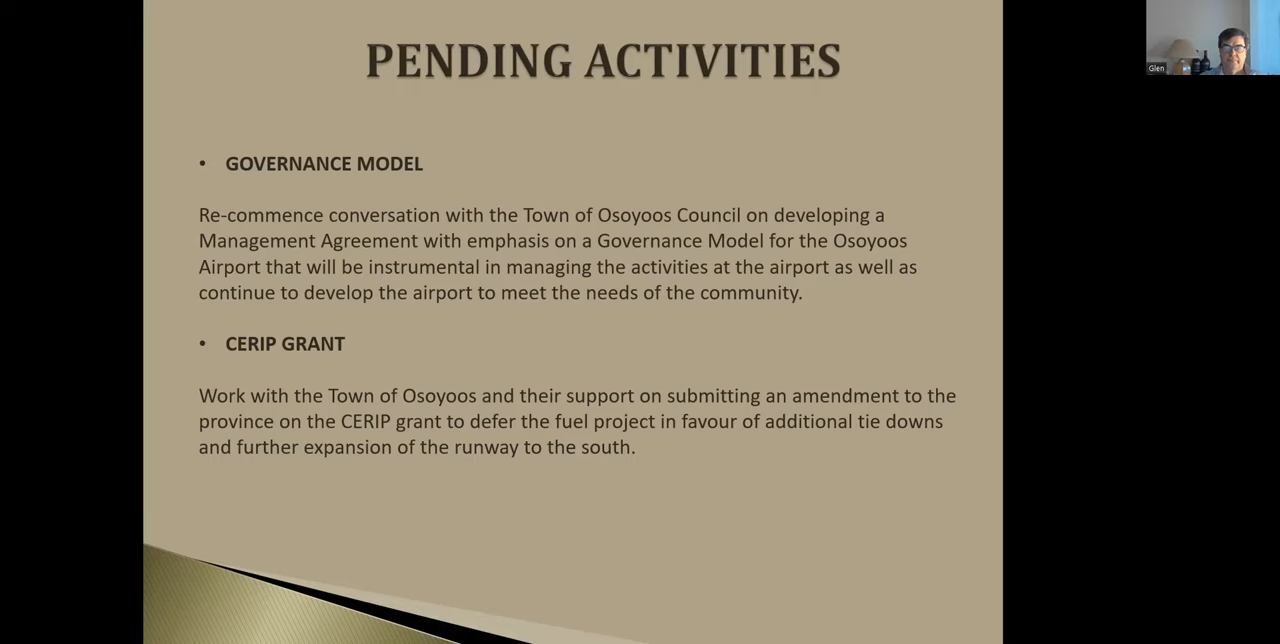 PENDING ACTIVITIES
Glen
• GOVERNANCE MODEL
Re-commence conversation with the Town of Osoyoos Council on developing a
Management Agreement with emphasis on a Governance Model for the Osoyoos
Airport that will be instrumental in managing the activities at the airport as well as
continue to develop the airport to meet the needs of the community.
• CERIP GRANT
Work with the Town of Osoyoos and their support on submitting an amendment to the
province on the CERIP grant to defer the fuel project in favour of additional tie downs
and further expansion of the runway to the south.